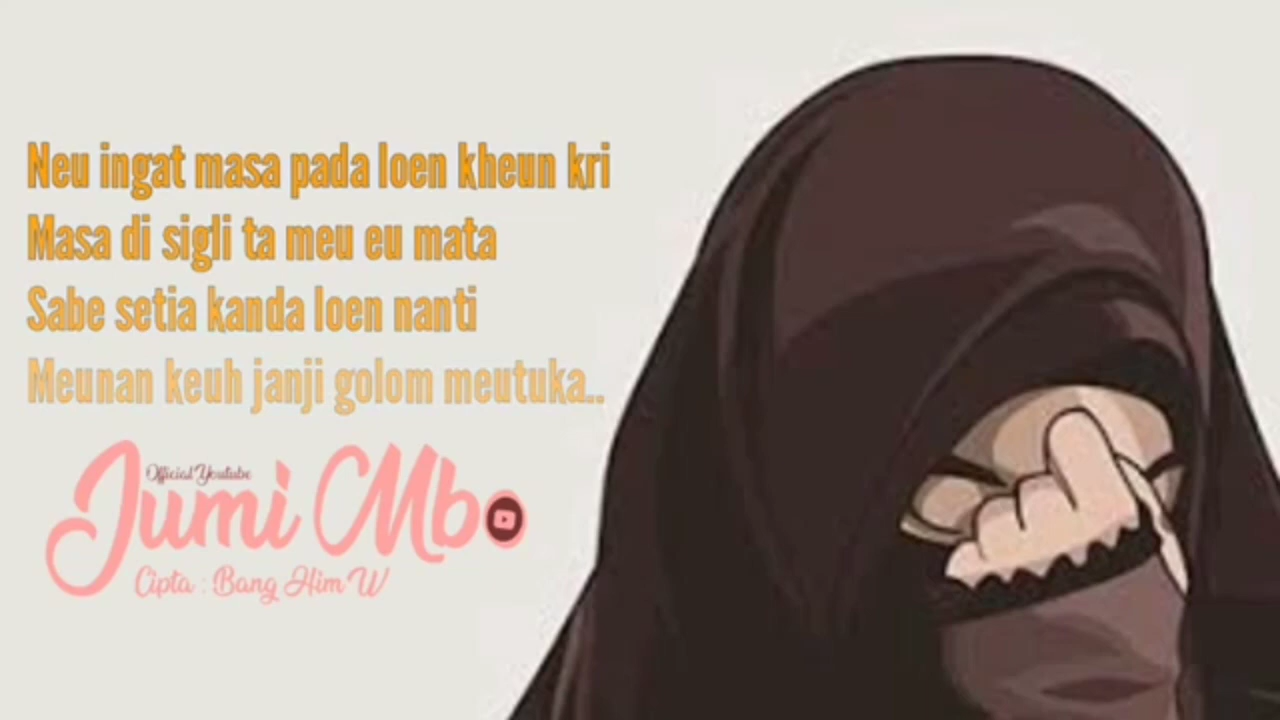 Neu ingat masa pada loen kheun kri
Masa di sigli ta meu eu mata
Sabe setia kanda loen nanti
Meunan keuh janji golom meutuka..
Official Youtube
Jumi Mbo
Cipta : Bang Him W